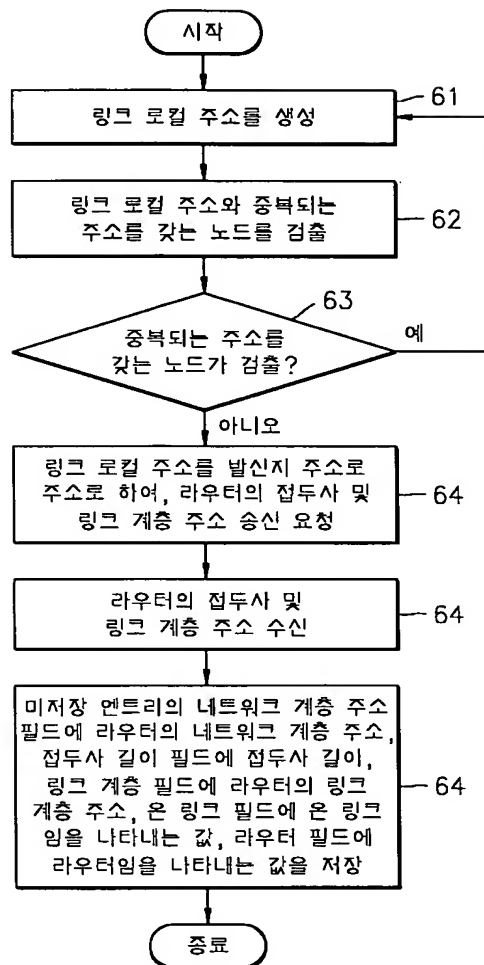 시작
링크 로컬 주소를 생성
61
링크 로컬 주소와 중복되는
주소를 갖는 노드를 검출
62
63
중복되는 주소를
갖는 노드가 검출?
예
아니오
링크 로컬 주소를 발신지 주소로
주소로 하여, 라우터의 접두사 및
링크 계층 주소 송신 요청
64
라우터의 접두사 및
링크 계층 주소 수신
64
미저장 엔트리의 네트워크 계층 주소
필드에 라우터의 네트워크 계층 주소,
접두사 길이 필드에 접두사 길이,
링크 계층 필드에 라우터의 링크
계층 주소, 온 링크 필드에 온 링크
임을 나타내는 값, 라우터 필드에
라우터임을 나타내는 값을 저장
64
종료